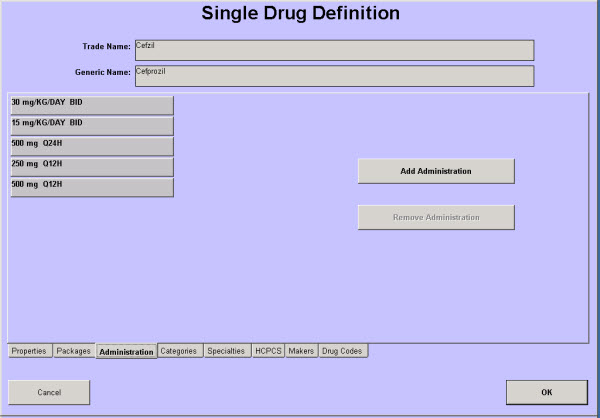 Single Drug Definition
Trade Name: Cefzil
Generic Name: Cefprozil
30 mg/KG/DAY BID
15 mg/KG/DAY BID
500 mg Q24H
250 mg Q12H
500 mg Q12H
Add Administration
Remove Administration
Properties Packages Administration Categories Specialties HCPCS Makers Drug Codes
Cancel OK